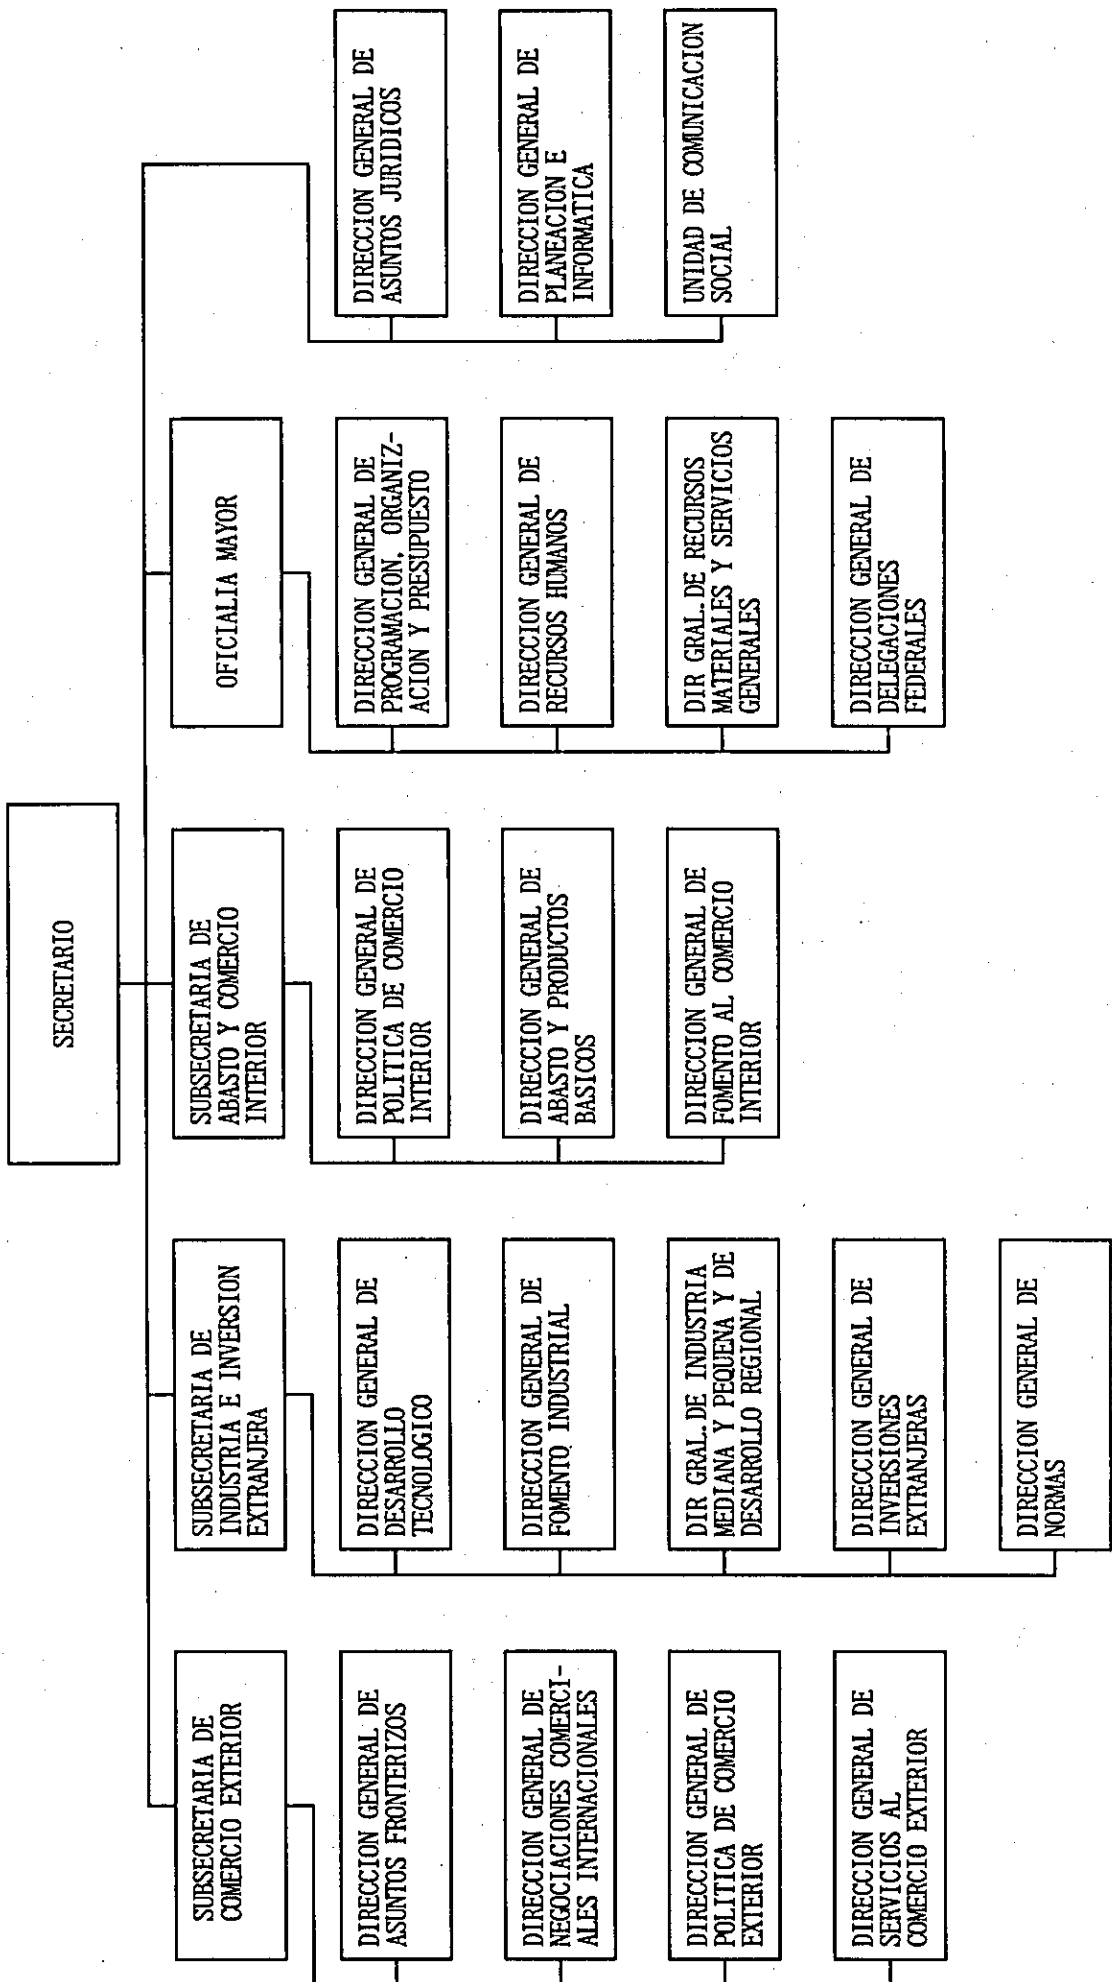 SECRETARIO
SUBSECRETARIA DE
COMERCIO EXTERIOR
DIRECCION GENERAL DE
ASUNTOS FRONTERIZOS
DIRECCION GENERAL DE
NEGOCIACIONES COMERCI-
ALES INTERNACIONALES
DIRECCION GENERAL DE
POLITICA DE COMERCIO
EXTERIOR
DIRECCION GENERAL DE
SERVICIOS AL
COMERCIO EXTERIOR
SUBSECRETARIA DE
INDUSTRIA E INVERSION
EXTRANJERA
DIRECCION GENERAL DE
DESARROLLO
TECNOLOGICO
DIRECCION GENERAL DE
FOMENTO INDUSTRIAL
DIR GRAL. DE INDUSTRIA
MEDIANA Y PEQUENA Y DE
DESARROLLO REGIONAL
DIRECCION GENERAL DE
INVERSIONES
EXTRANJERAS
DIRECCION GENERAL DE
NORMAS
SUBSECRETARIA DE
ABASTO Y COMERCIO
INTERIOR
DIRECCION GENERAL DE
POLITICA DE COMERCIO
INTERIOR
DIRECCION GENERAL DE
ABASTO Y PRODUCTOS
BASICOS
DIRECCION GENERAL DE
FOMENTO AL COMERCIO
INTERIOR
OFICIALIA MAYOR
DIRECCION GENERAL DE
PROGRAMACION, ORGANIZ-
ACION Y PRESUPUESTO
DIRECCION GENERAL DE
RECURSOS HUMANOS
DIR GRAL. DE RECURSOS
MATERIALES Y SERVICIOS
GENERALES
DIRECCION GENERAL DE
DELEGACIONES
FEDERALES
DIRECCION GENERAL DE
ASUNTOS JURIDICOS
DIRECCION GENERAL DE
PLANEACION E
INFORMATICA
UNIDAD DE COMUNICACION
SOCIAL